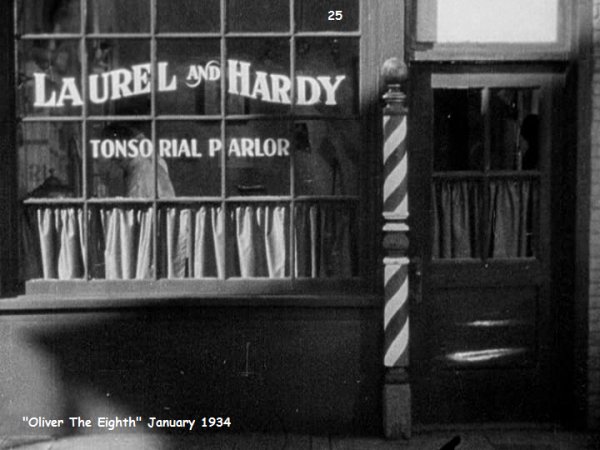 25
LAUREL AND HARDY
TONSORIAL PARLOR
"Oliver The Eighth" January 1934